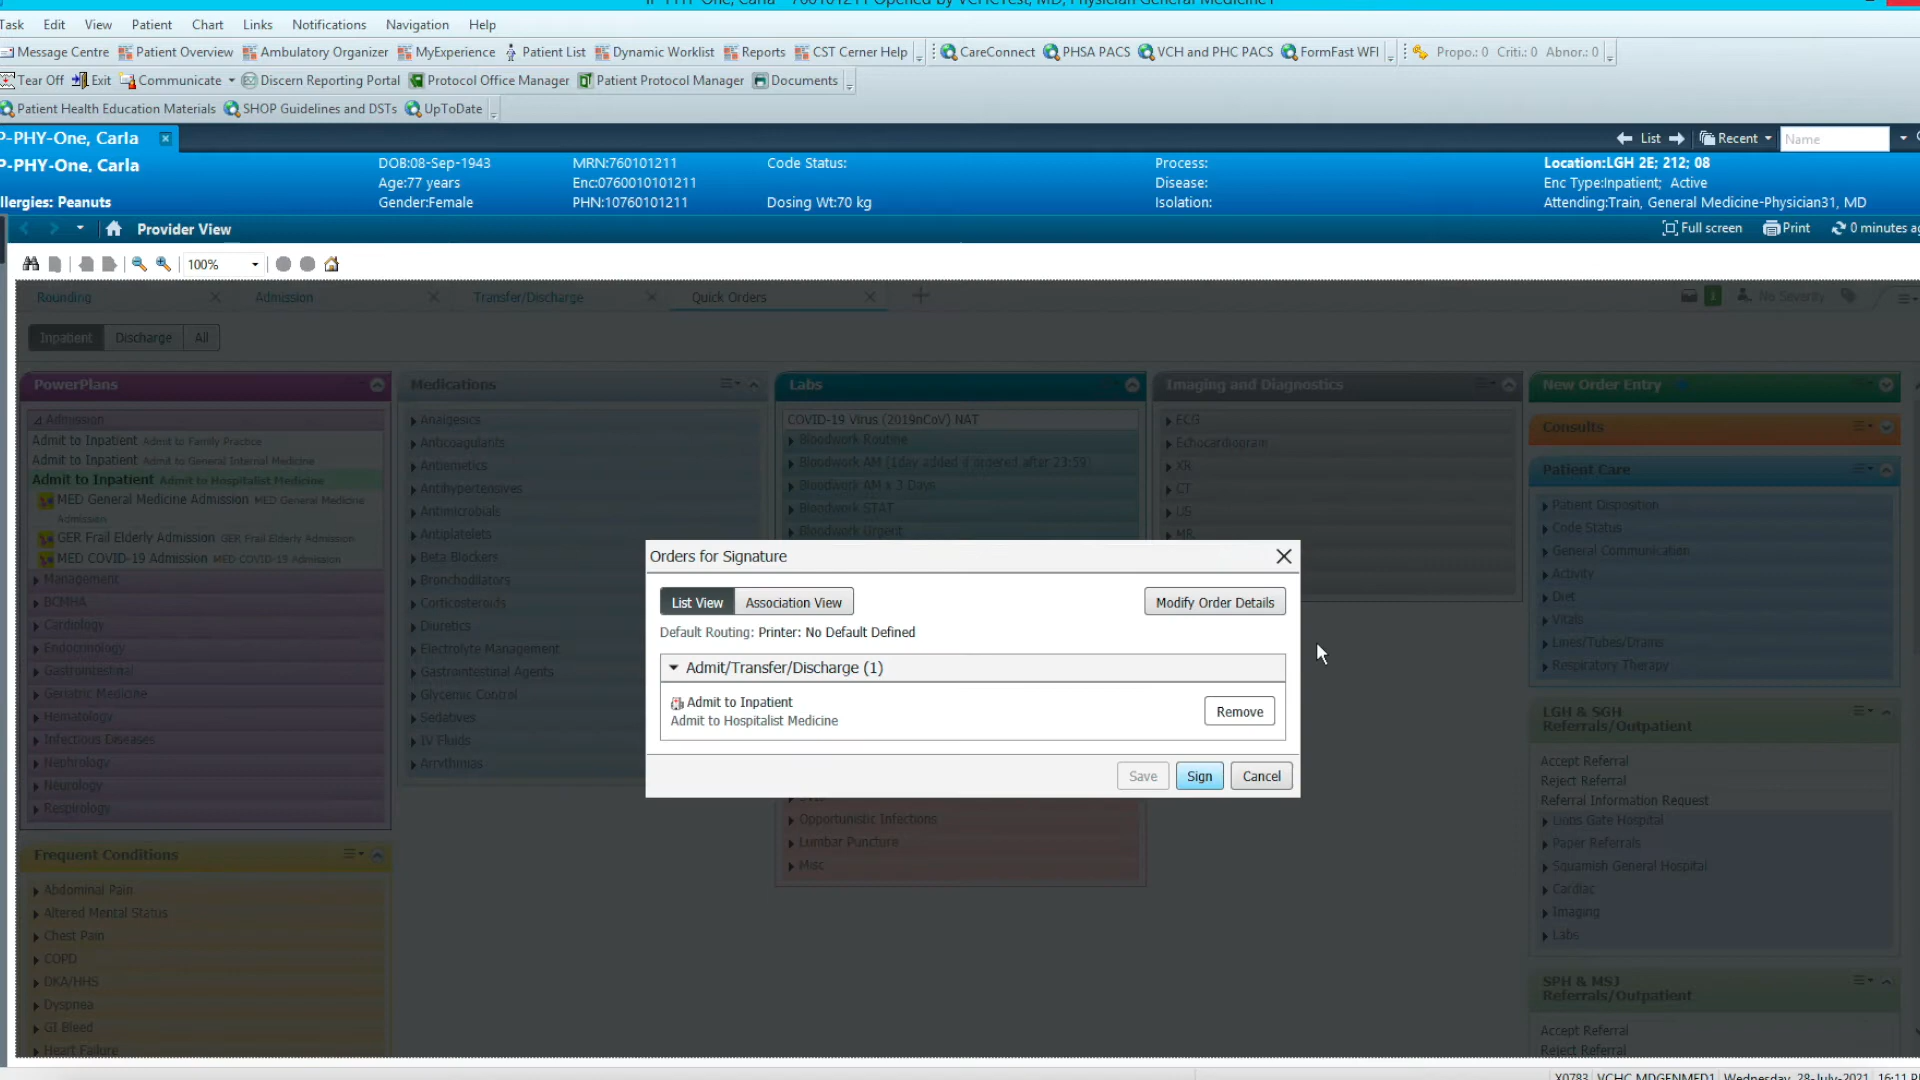 Task Edit View Patient Chart Links Notifications Navigation Help
Message Centre Patient Overview Ambulatory Organizer MyExperience Patient List Dynamic Worklist Reports CST Cerner Help CareConnect PHSA PACS VCH and PHC PACS FormFast WFI Propo.: 0 Criti.: 0 Abnor.: 0
Tear Off Exit Communicate Discern Reporting Portal Protocol Office Manager Patient Protocol Manager Documents
Patient Health Education Materials SHOP Guidelines and DSTs UpToDate
P-PHY-One, Carla List Recent Name
P-PHY-One, Carla DOB:08-Sep-1943 MRN:760101211 Code Status: Process: Location:LGH 2E; 212; 08
Age:77 years Enc:0760010101211 Disease: Enc Type:Inpatient; Active
llergies: Peanuts Gender:Female PHN:10760101211 Dosing Wt:70 kg Isolation: Attending:Train, General Medicine-Physician31, MD
Provider View Full screen Print 0 minutes ag
100%
Rounding Admission Transfer/Discharge Quick Orders No Severity
Inpatient Discharge All
PowerPlans
Admission
Admit to Inpatient Admit to Family Practice
Admit to Inpatient Admit to General Internal Medicine
Admit to Inpatient Admit to Hospitalist Medicine
MED General Medicine Admission MED General Medicine
Admission
GER Frail Elderly Admission GER Frail Elderly Admission
MED COVID-19 Admission MED COVID-19 Admission
Management
BCMHA
Cardiology
Endocrinology
Gastrointestinal
Geriatric Medicine
Hematology
Infectious Diseases
Nephrology
Neurology
Respirology
Frequent Conditions
Abdominal Pain
Altered Mental Status
Chest Pain
COPD
DKA/HHS
Dyspnea
GI Bleed
Heart Failure
Medications
Analgesics
Anticoagulants
Antiemetics
Antihypertensives
Antimicrobials
Antiplatelets
Beta Blockers
Bronchodilators
Corticosteroids
Diuretics
Electrolyte Management
Gastrointestinal Agents
Glycemic Control
Sedatives
IV Fluids
Arrythmias
Labs
COVID-19 Virus (2019nCoV) NAT
Bloodwork Routine
Bloodwork AM (1day added if ordered after 23:59)
Bloodwork AM x 3 Days
Bloodwork STAT
Bloodwork Urgent
Opportunistic Infections
Lumbar Puncture
Misc
Imaging and Diagnostics
ECG
Echocardiogram
XR
CT
US
MR
Orders for Signature
List View Association View Modify Order Details
Default Routing: Printer: No Default Defined
Admit/Transfer/Discharge (1)
Admit to Inpatient
Admit to Hospitalist Medicine
Remove
Save Sign Cancel
New Order Entry
Consults
Patient Care
Patient Disposition
Code Status
General Communication
Activity
Diet
Vitals
Lines/Tubes/Drains
Respiratory Therapy
LGH & SGH
Referrals/Outpatient
Accept Referral
Reject Referral
Referral Information Request
Lions Gate Hospital
Paper Referrals
Squamish General Hospital
Cardiac
Imaging
Labs
SPH & MSJ
Referrals/Outpatient
Accept Referral
Reject Referral
X0783 VCHC.MDGENMED1 Wednesday, 28-July-2021 16:11